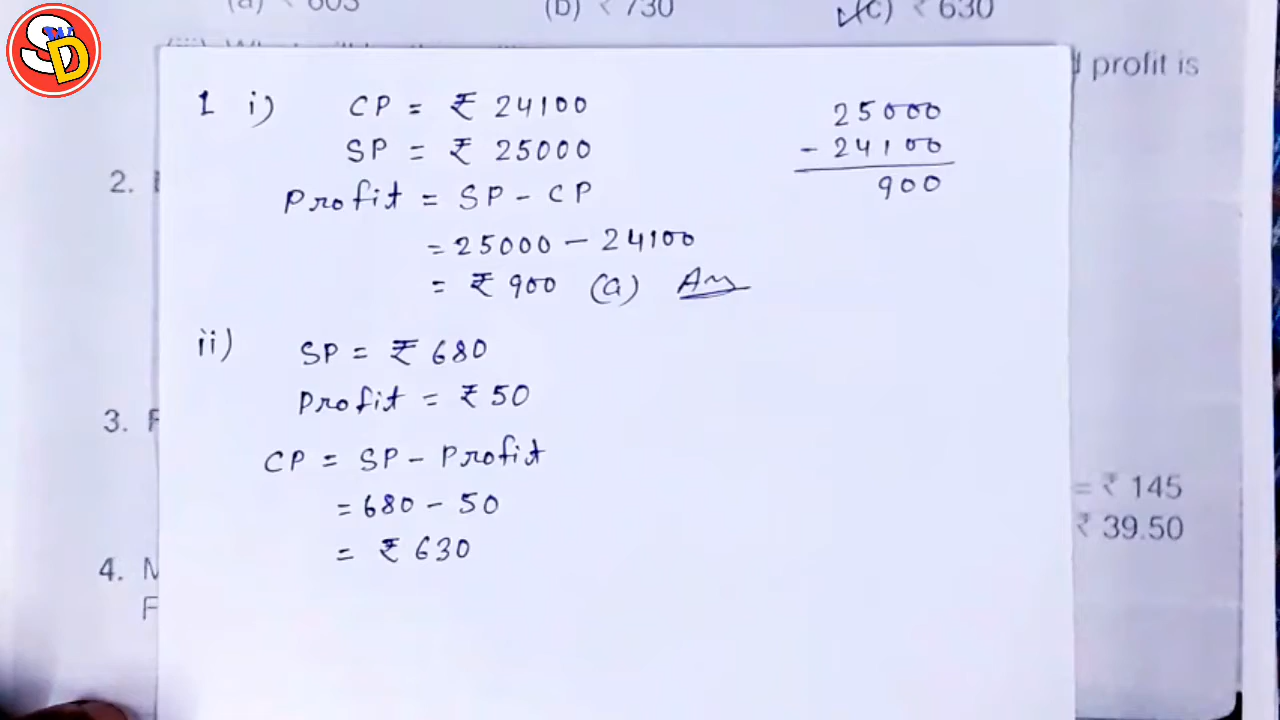 (b) ₹ 730
(c) ₹ 630
SWD
profit is
1 i) CP = ₹ 24100
SP = ₹ 25000
Profit = SP - CP
= 25000 - 24100
= ₹ 900 (a) Ans
25000
- 24100
900
ii) SP = ₹ 680
Profit = ₹ 50
CP = SP - Profit
= 680 - 50
= ₹ 630
2.
3.
= ₹ 145
₹ 39.50
4.